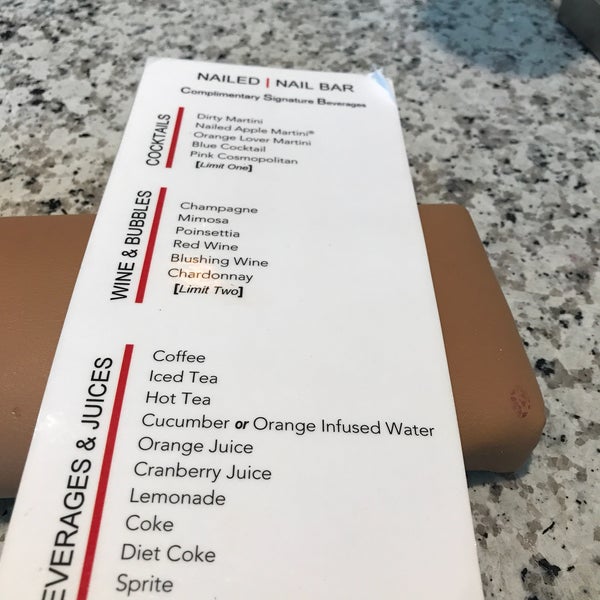 NAILED | NAIL BAR
Complimentary Signature Beverages
COCKTAILS
Dirty Martini
Nailed Apple Martini®
Orange Lover Martini
Blue Cocktail
Pink Cosmopolitan
[Limit One]
WINE & BUBBLES
Champagne
Mimosa
Poinsettia
Red Wine
Blushing Wine
Chardonnay
[Limit Two]
EVERAGES & JUICES
Coffee
Iced Tea
Hot Tea
Cucumber or Orange Infused Water
Orange Juice
Cranberry Juice
Lemonade
Coke
Diet Coke
Sprite